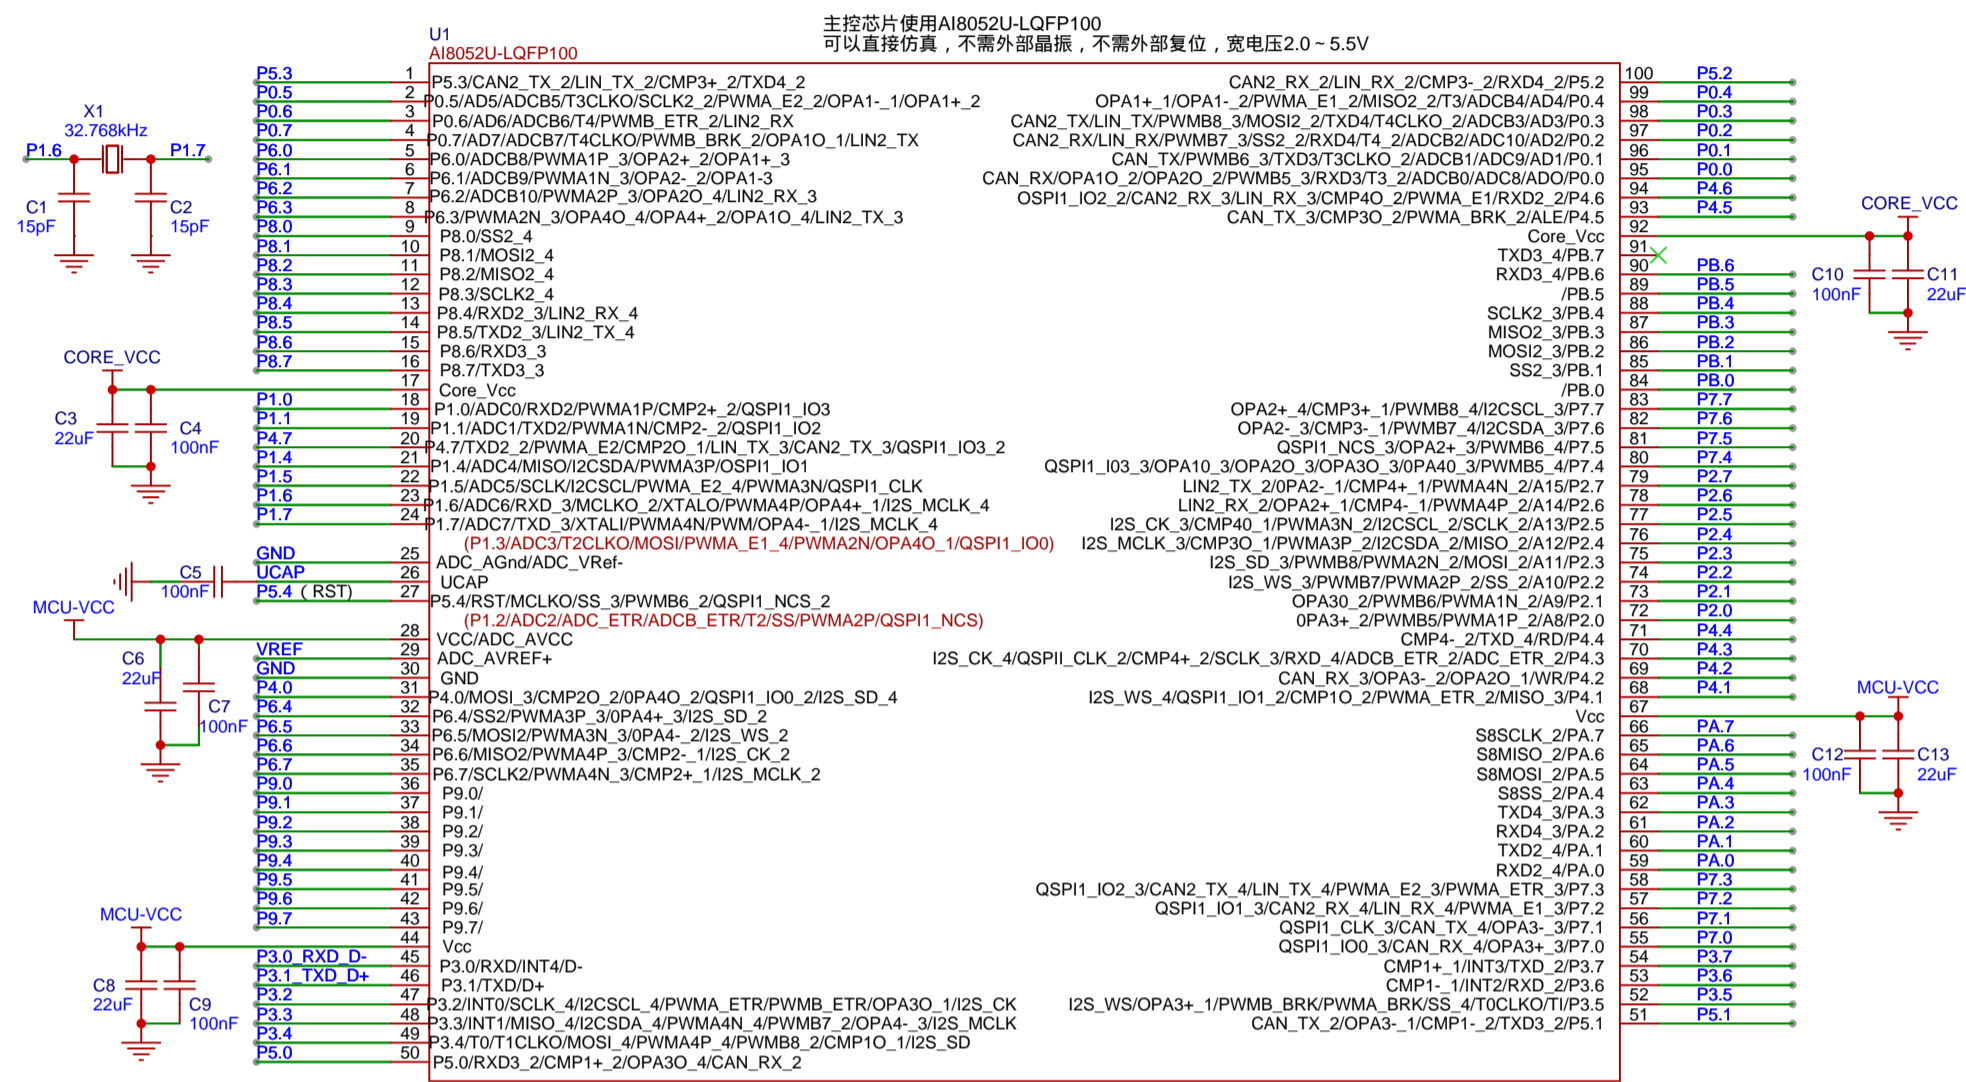 主控芯片使用AI8052U-LQFP100
可以直接仿真，不需外部晶振，不需外部复位，宽电压2.0～5.5V
U1
AI8052U-LQFP100
X1
32.768kHz
P1.6
P1.7
C1
15pF
C2
15pF
CORE_VCC
C3
22uF
C4
100nF
C5
100nF
MCU-VCC
C6
22uF
C7
100nF
MCU-VCC
C8
22uF
C9
100nF
P5.3 1 P5.3/CAN2_TX_2/LIN_TX_2/CMP3+_2/TXD4_2
P0.5 2 P0.5/AD5/ADCB5/T3CLKO/SCLK2_2/PWMA_E2_2/OPA1-_1/OPA1+_2
P0.6 3 P0.6/AD6/ADCB6/T4/PWMB_ETR_2/LIN2_RX
P0.7 4 P0.7/AD7/ADCB7/T4CLKO/PWMB_BRK_2/OPA1O_1/LIN2_TX
P6.0 5 P6.0/ADCB8/PWMA1P_3/OPA2+_2/OPA1+_3
P6.1 6 P6.1/ADCB9/PWMA1N_3/OPA2-_2/OPA1-3
P6.2 7 P6.2/ADCB10/PWMA2P_3/OPA2O_4/LIN2_RX_3
P6.3 8 P6.3/PWMA2N_3/OPA4O_4/OPA4+_2/OPA1O_4/LIN2_TX_3
P8.0 9 P8.0/SS2_4
P8.1 10 P8.1/MOSI2_4
P8.2 11 P8.2/MISO2_4
P8.3 12 P8.3/SCLK2_4
P8.4 13 P8.4/RXD2_3/LIN2_RX_4
P8.5 14 P8.5/TXD2_3/LIN2_TX_4
P8.6 15 P8.6/RXD3_3
P8.7 16 P8.7/TXD3_3
17 Core_Vcc
P1.0 18 P1.0/ADC0/RXD2/PWMA1P/CMP2+_2/QSPI1_IO3
P1.1 19 P1.1/ADC1/TXD2/PWMA1N/CMP2-_2/QSPI1_IO2
P4.7 20 P4.7/TXD2_2/PWMA_E2/CMP2O_1/LIN_TX_3/CAN2_TX_3/QSPI1_IO3_2
P1.4 21 P1.4/ADC4/MISO/I2CSDA/PWMA3P/OSPI1_IO1
P1.5 22 P1.5/ADC5/SCLK/I2CSCL/PWMA_E2_4/PWMA3N/QSPI1_CLK
P1.6 23 P1.6/ADC6/RXD_3/MCLKO_2/XTALO/PWMA4P/OPA4+_1/I2S_MCLK_4
P1.7 24 P1.7/ADC7/TXD_3/XTALI/PWMA4N/PWM/OPA4-_1/I2S_MCLK_4
(P1.3/ADC3/T2CLKO/MOSI/PWMA_E1_4/PWMA2N/OPA4O_1/QSPI1_IO0)
GND 25 ADC_AGnd/ADC_VRef-
UCAP 26 UCAP
P5.4 （RST） 27 P5.4/RST/MCLKO/SS_3/PWMB6_2/QSPI1_NCS_2
(P1.2/ADC2/ADC_ETR/ADCB_ETR/T2/SS/PWMA2P/QSPI1_NCS)
28 VCC/ADC_AVCC
VREF 29 ADC_AVREF+
GND 30 GND
P4.0 31 P4.0/MOSI_3/CMP2O_2/0PA4O_2/QSPI1_IO0_2/I2S_SD_4
P6.4 32 P6.4/SS2/PWMA3P_3/0PA4+_3/I2S_SD_2
P6.5 33 P6.5/MOSI2/PWMA3N_3/0PA4-_2/I2S_WS_2
P6.6 34 P6.6/MISO2/PWMA4P_3/CMP2-_1/I2S_CK_2
P6.7 35 P6.7/SCLK2/PWMA4N_3/CMP2+_1/I2S_MCLK_2
P9.0 36 P9.0/
P9.1 37 P9.1/
P9.2 38 P9.2/
P9.3 39 P9.3/
P9.4 40 P9.4/
P9.5 41 P9.5/
P9.6 42 P9.6/
P9.7 43 P9.7/
44 Vcc
P3.0_RXD_D- 45 P3.0/RXD/INT4/D-
P3.1_TXD_D+ 46 P3.1/TXD/D+
P3.2 47 P3.2/INT0/SCLK_4/I2CSCL_4/PWMA_ETR/PWMB_ETR/OPA3O_1/I2S_CK
P3.3 48 P3.3/INT1/MISO_4/I2CSDA_4/PWMA4N_4/PWMB7_2/OPA4-_3/I2S_MCLK
P3.4 49 P3.4/T0/T1CLKO/MOSI_4/PWMA4P_4/PWMB8_2/CMP1O_1/I2S_SD
P5.0 50 P5.0/RXD3_2/CMP1+_2/OPA3O_4/CAN_RX_2
CAN2_RX_2/LIN_RX_2/CMP3-_2/RXD4_2/P5.2 100 P5.2
OPA1+_1/OPA1-_2/PWMA_E1_2/MISO2_2/T3/ADCB4/AD4/P0.4 99 P0.4
CAN2_TX/LIN_TX/PWMB8_3/MOSI2_2/TXD4/T4CLKO_2/ADCB3/AD3/P0.3 98 P0.3
CAN2_RX/LIN_RX/PWMB7_3/SS2_2/RXD4/T4_2/ADCB2/ADC10/AD2/P0.2 97 P0.2
CAN_TX/PWMB6_3/TXD3/T3CLKO_2/ADCB1/ADC9/AD1/P0.1 96 P0.1
CAN_RX/OPA1O_2/OPA2O_2/PWMB5_3/RXD3/T3_2/ADCB0/ADC8/ADO/P0.0 95 P0.0
OSPI1_IO2_2/CAN2_RX_3/LIN_RX_3/CMP4O_2/PWMA_E1/RXD2_2/P4.6 94 P4.6
CAN_TX_3/CMP3O_2/PWMA_BRK_2/ALE/P4.5 93 P4.5
Core_Vcc 92
TXD3_4/PB.7 91
RXD3_4/PB.6 90 PB.6
/PB.5 89 PB.5
SCLK2_3/PB.4 88 PB.4
MISO2_3/PB.3 87 PB.3
MOSI2_3/PB.2 86 PB.2
SS2_3/PB.1 85 PB.1
/PB.0 84 PB.0
OPA2+_4/CMP3+_1/PWMB8_4/I2CSCL_3/P7.7 83 P7.7
OPA2-_3/CMP3-_1/PWMB7_4/I2CSDA_3/P7.6 82 P7.6
QSPI1_NCS_3/OPA2+_3/PWMB6_4/P7.5 81 P7.5
QSPI1_I03_3/OPA10_3/OPA2O_3/OPA3O_3/0PA40_3/PWMB5_4/P7.4 80 P7.4
LIN2_TX_2/0PA2-_1/CMP4+_1/PWMA4N_2/A15/P2.7 79 P2.7
LIN2_RX_2/OPA2+_1/CMP4-_1/PWMA4P_2/A14/P2.6 78 P2.6
I2S_CK_3/CMP40_1/PWMA3N_2/I2CSCL_2/SCLK_2/A13/P2.5 77 P2.5
I2S_MCLK_3/CMP3O_1/PWMA3P_2/I2CSDA_2/MISO_2/A12/P2.4 76 P2.4
I2S_SD_3/PWMB8/PWMA2N_2/MOSI_2/A11/P2.3 75 P2.3
I2S_WS_3/PWMB7/PWMA2P_2/SS_2/A10/P2.2 74 P2.2
OPA30_2/PWMB6/PWMA1N_2/A9/P2.1 73 P2.1
0PA3+_2/PWMB5/PWMA1P_2/A8/P2.0 72 P2.0
CMP4-_2/TXD_4/RD/P4.4 71 P4.4
I2S_CK_4/QSPII_CLK_2/CMP4+_2/SCLK_3/RXD_4/ADCB_ETR_2/ADC_ETR_2/P4.3 70 P4.3
CAN_RX_3/OPA3-_2/OPA2O_1/WR/P4.2 69 P4.2
I2S_WS_4/QSPI1_IO1_2/CMP1O_2/PWMA_ETR_2/MISO_3/P4.1 68 P4.1
Vcc 67
S8SCLK_2/PA.7 66 PA.7
S8MISO_2/PA.6 65 PA.6
S8MOSI_2/PA.5 64 PA.5
S8SS_2/PA.4 63 PA.4
TXD4_3/PA.3 62 PA.3
RXD4_3/PA.2 61 PA.2
TXD2_4/PA.1 60 PA.1
RXD2_4/PA.0 59 PA.0
QSPI1_IO2_3/CAN2_TX_4/LIN_TX_4/PWMA_E2_3/PWMA_ETR_3/P7.3 58 P7.3
QSPI1_IO1_3/CAN2_RX_4/LIN_RX_4/PWMA_E1_3/P7.2 57 P7.2
QSPI1_CLK_3/CAN_TX_4/OPA3-_3/P7.1 56 P7.1
QSPI1_IO0_3/CAN_RX_4/OPA3+_3/P7.0 55 P7.0
CMP1+_1/INT3/TXD_2/P3.7 54 P3.7
CMP1-_1/INT2/RXD_2/P3.6 53 P3.6
I2S_WS/OPA3+_1/PWMB_BRK/PWMA_BRK/SS_4/T0CLKO/TI/P3.5 52 P3.5
CAN_TX_2/OPA3-_1/CMP1-_2/TXD3_2/P5.1 51 P5.1
CORE_VCC
C10
100nF
C11
22uF
MCU-VCC
C12
100nF
C13
22uF